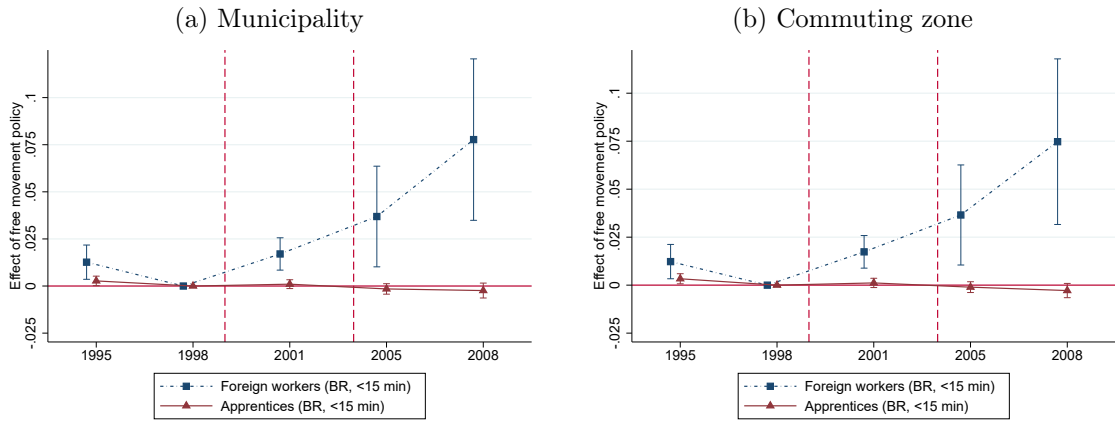 (a) Municipality
Effect of free movement policy
.1
.075
.05
.025
0
-.025
1995 1998 2001 2005 2008
Foreign workers (BR, <15 min)
Apprentices (BR, <15 min)
(b) Commuting zone
Effect of free movement policy
.1
.075
.05
.025
0
-.025
1995 1998 2001 2005 2008
Foreign workers (BR, <15 min)
Apprentices (BR, <15 min)